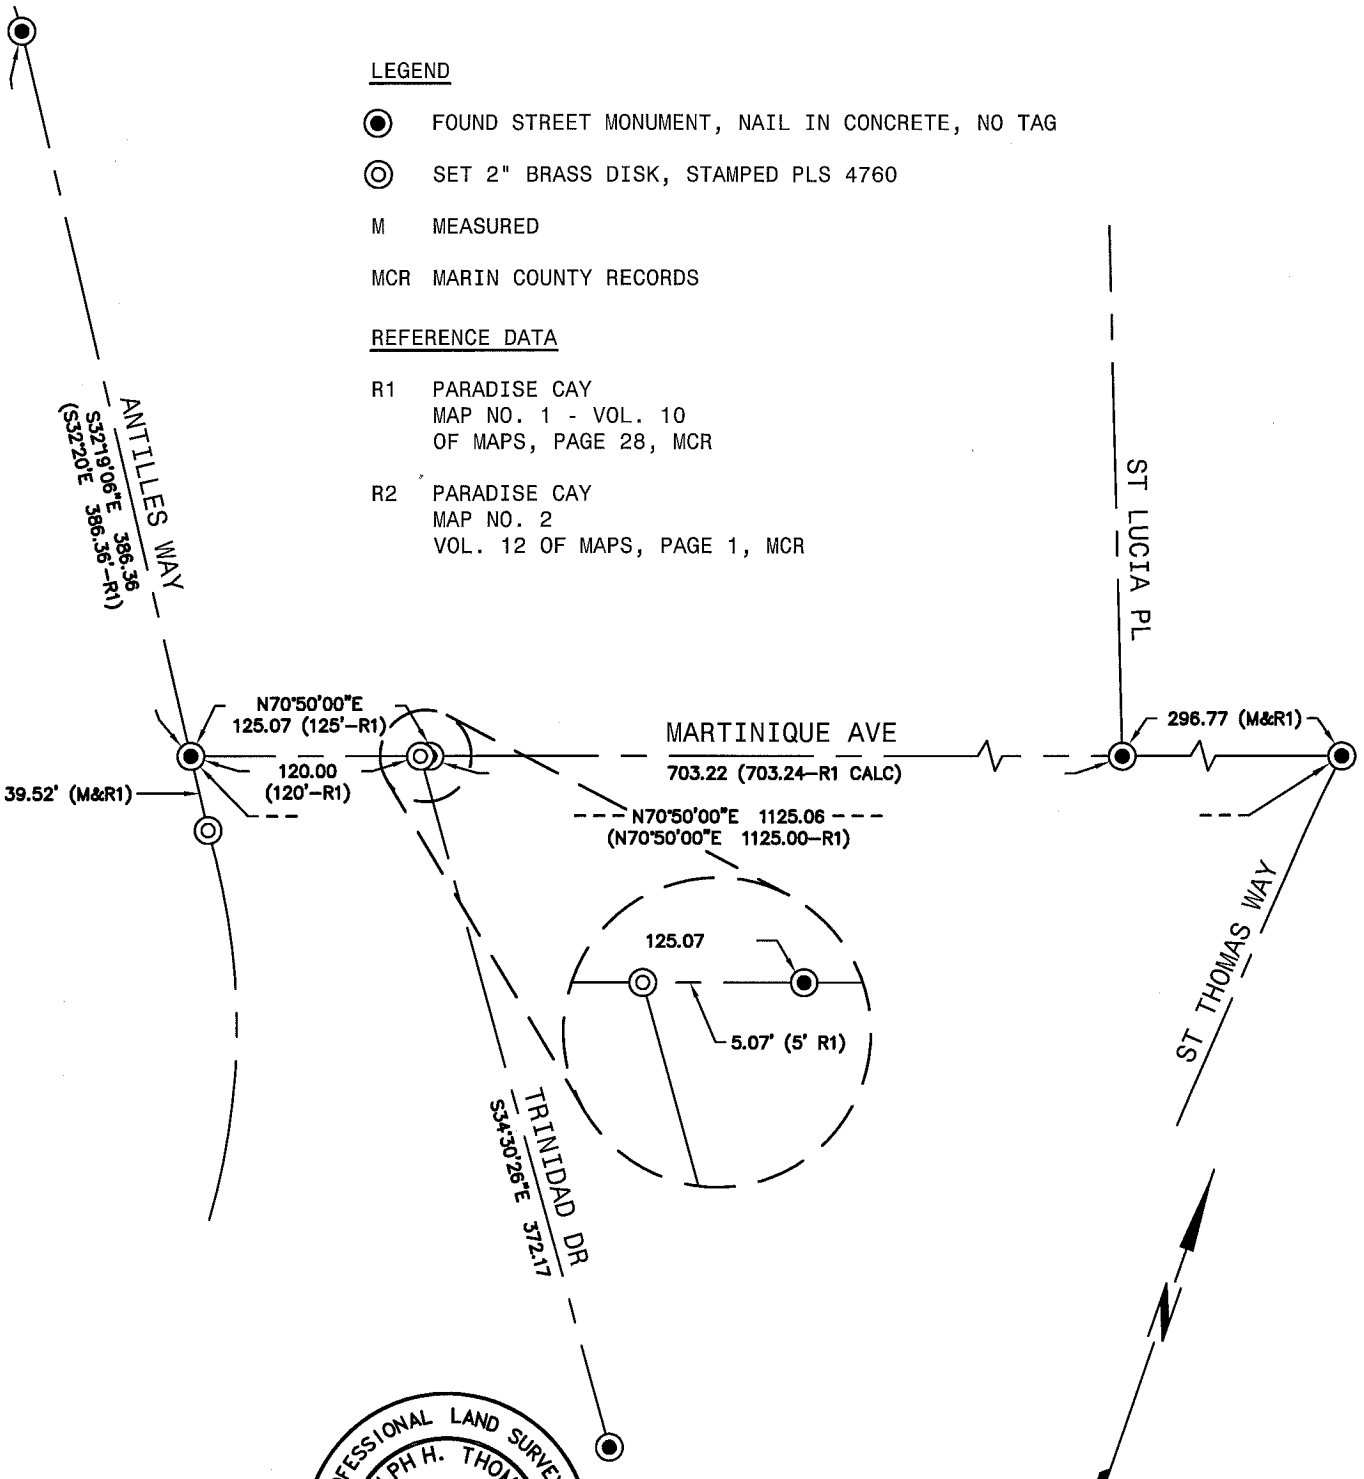 LEGEND
FOUND STREET MONUMENT, NAIL IN CONCRETE, NO TAG
SET 2" BRASS DISK, STAMPED PLS 4760
M MEASURED
MCR MARIN COUNTY RECORDS
REFERENCE DATA
R1 PARADISE CAY
MAP NO. 1 - VOL. 10
OF MAPS, PAGE 28, MCR
R2 PARADISE CAY
MAP NO. 2
VOL. 12 OF MAPS, PAGE 1, MCR
ANTILLES WAY
S32°19'06"E 386.36
(S32°20'E 386.36'-R1)
ST LUCIA PL
N70°50'00"E
125.07 (125'-R1)
120.00
(120'-R1)
39.52' (M&R1)
MARTINIQUE AVE
703.22 (703.24-R1 CALC)
296.77 (M&R1)
N70°50'00"E 1125.06
(N70°50'00"E 1125.00-R1)
125.07
5.07' (5' R1)
ST THOMAS WAY
TRINIDAD DR
S34°30'26"E 372.17
N
FESSIONAL LAND SURVE
LPH H. THOM